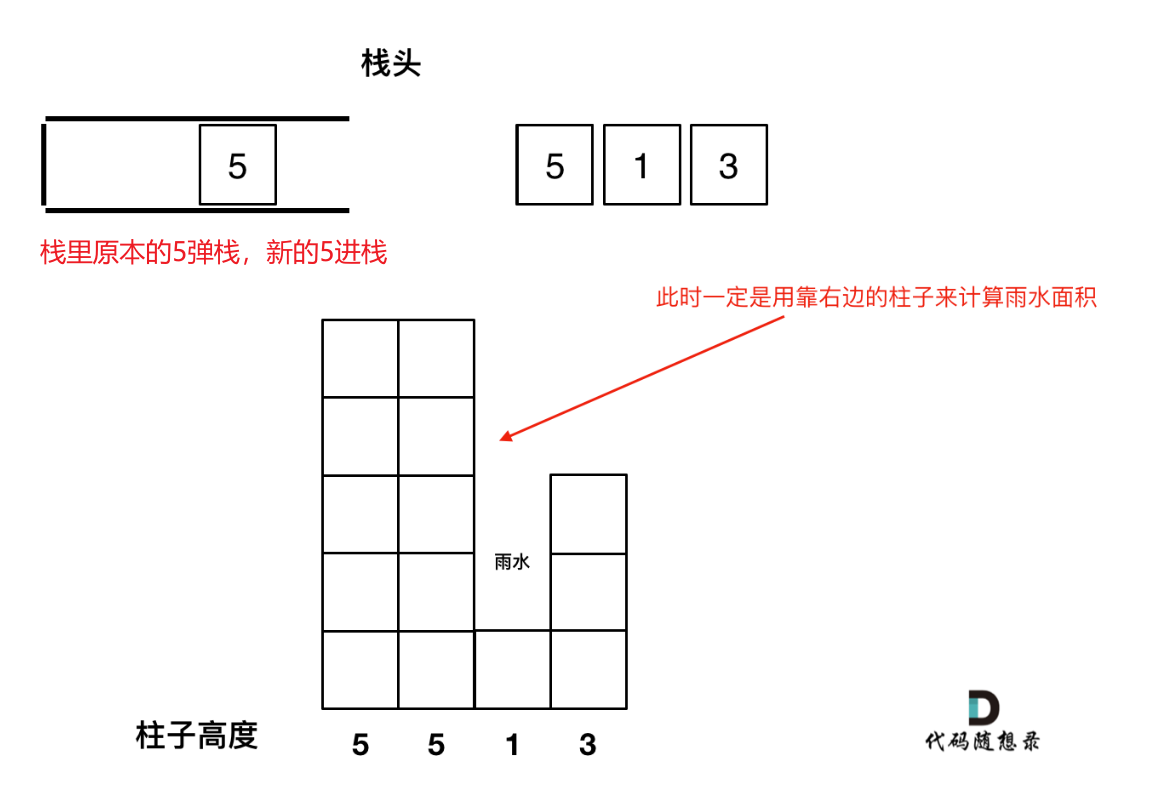 栈头
5
5 1 3
栈里原本的5弹栈，新的5进栈
此时一定是用靠右边的柱子来计算雨水面积
雨水
柱子高度
5 5 1 3
代码随想录